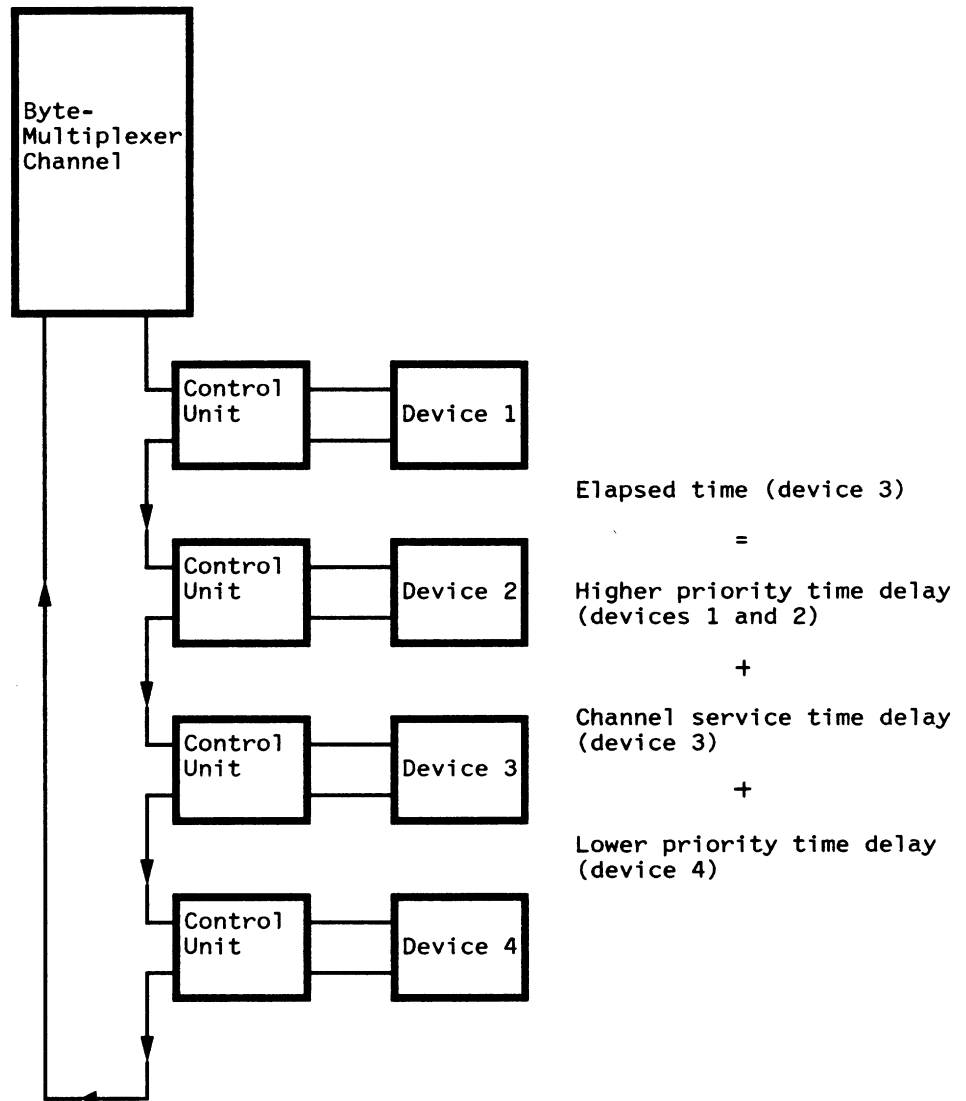 Byte-
Multiplexer
Channel
Control
Unit
Device 1
Elapsed time (device 3)
=
Control
Unit
Device 2
Higher priority time delay
(devices 1 and 2)
+
Control
Unit
Device 3
Channel service time delay
(device 3)
+
Lower priority time delay
(device 4)
Control
Unit
Device 4